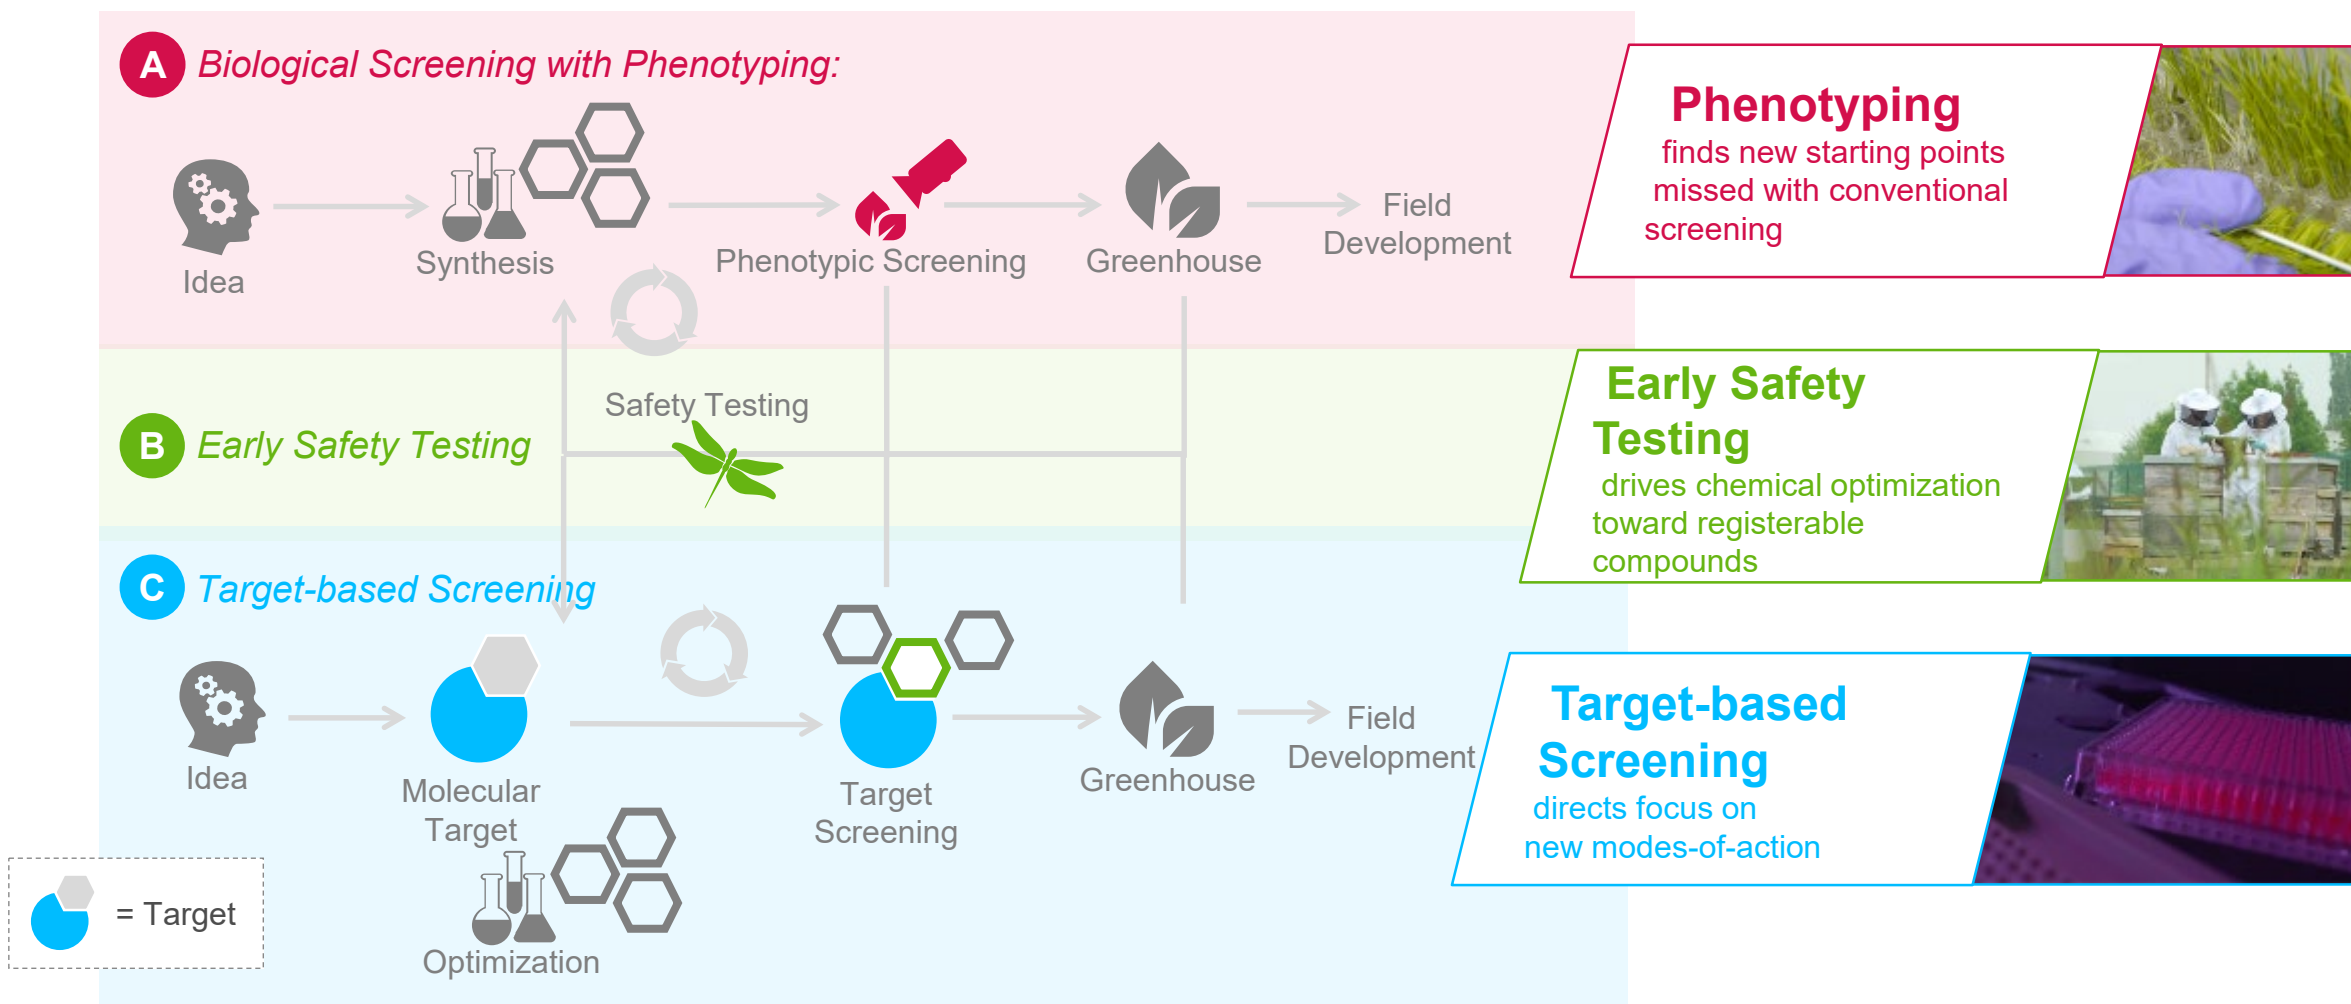 A
Biological Screening with Phenotyping:
Idea
Synthesis
Phenotypic Screening
Greenhouse
Field
Development
Phenotyping
finds new starting points
missed with conventional
screening
B
Early Safety Testing
Safety Testing
Early Safety
Testing
drives chemical optimization
toward registerable
compounds
C
Target-based Screening
Idea
Molecular
Target
Optimization
Target
Screening
Greenhouse
Field
Development
Target-based
Screening
directs focus on
new modes-of-action
= Target